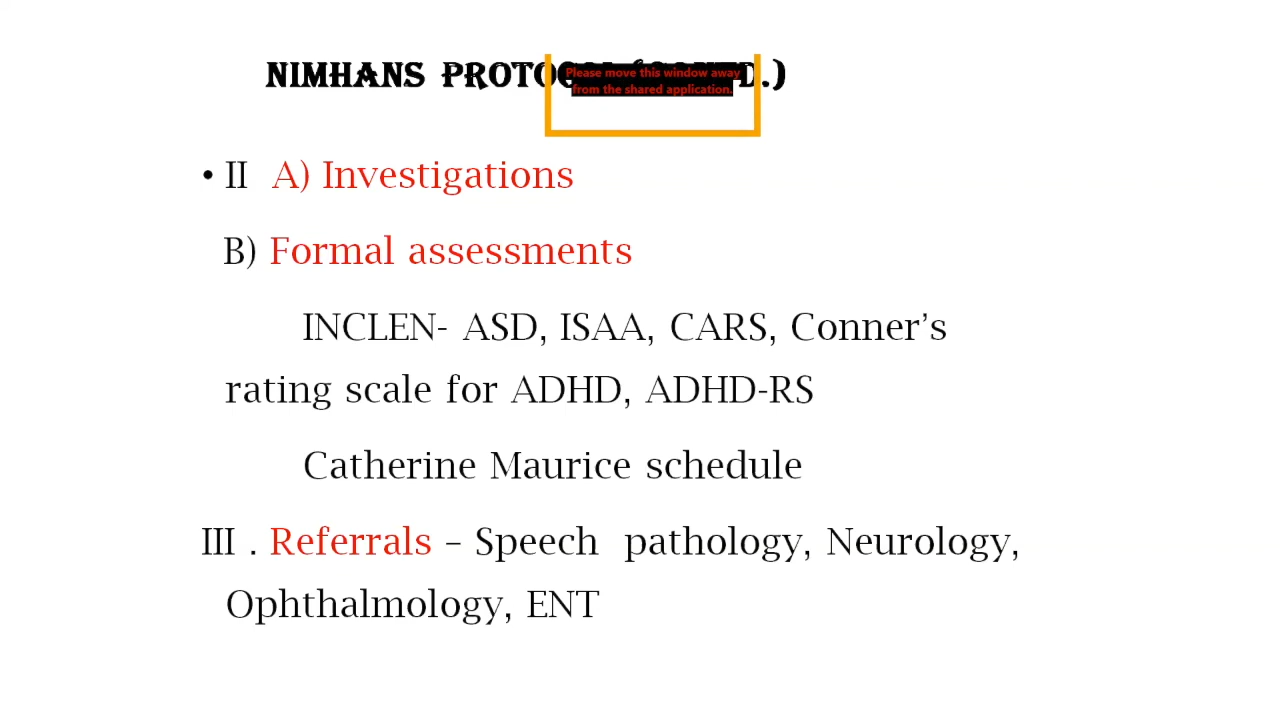 NIMHANS PROTO D.)
Please move this window away
from the shared application.
• II A) Investigations
B) Formal assessments
INCLEN- ASD, ISAA, CARS, Conner’s
rating scale for ADHD, ADHD-RS
Catherine Maurice schedule
III . Referrals – Speech pathology, Neurology,
Ophthalmology, ENT